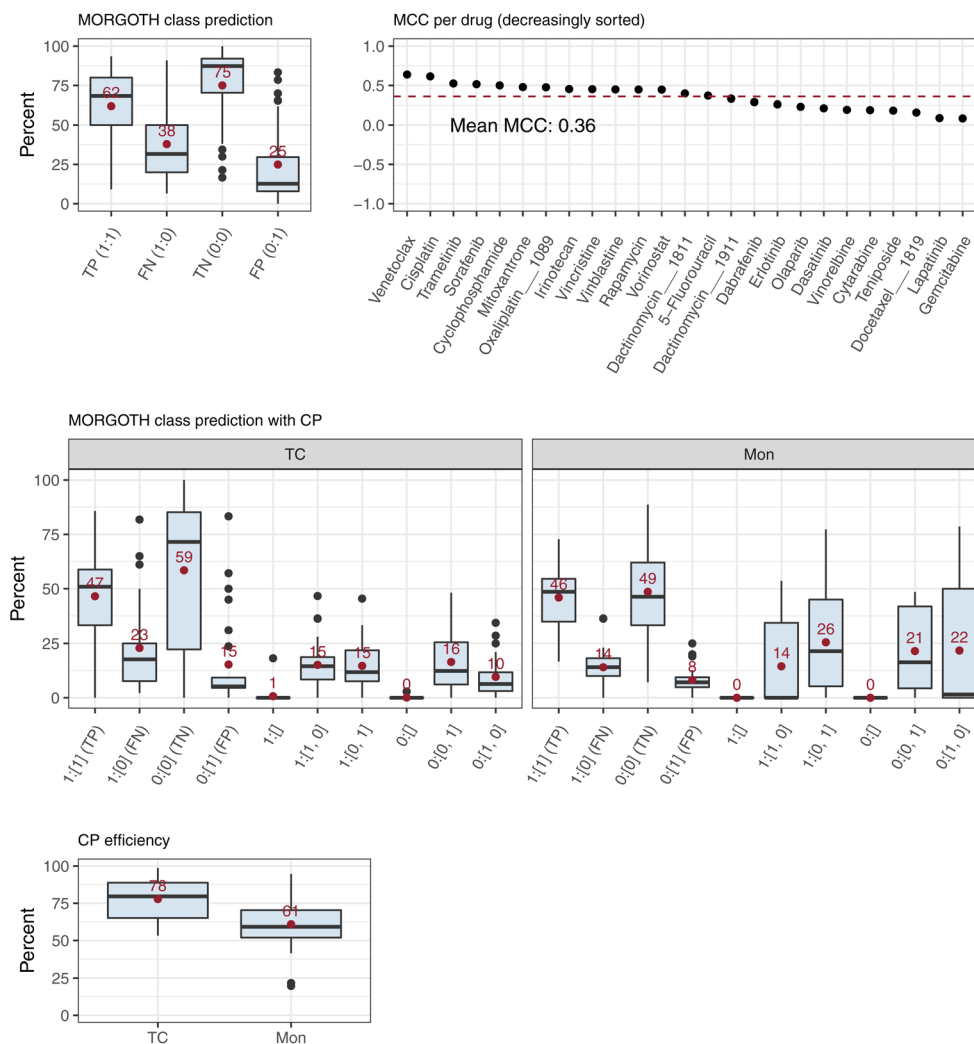 MORGOTH class prediction
Percent
100
75
50
25
0
62
38
75
25
TP (1:1)
FN (1:0)
TN (0:0)
FP (0:1)
MCC per drug (decreasingly sorted)
1.0
0.5
0.0
−0.5
−1.0
Mean MCC: 0.36
Venetoclax
Cisplatin
Trametinib
Sorafenib
Cyclophosphamide
Mitoxantrone
Oxaliplatin___1089
Irinotecan
Vincristine
Vinblastine
Rapamycin
Vorinostat
Dactinomycin___1811
5−Fluorouracil
Dactinomycin___1911
Dabrafenib
Erlotinib
Olaparib
Dasatinib
Vinorelbine
Cytarabine
Teniposide
Docetaxel___1819
Lapatinib
Gemcitabine
MORGOTH class prediction with CP
TC
Mon
Percent
100
75
50
25
0
47
23
59
15
1
15
15
0
16
10
46
14
49
8
0
14
26
0
21
22
1:[1] (TP)
1:[0] (FN)
0:[0] (TN)
0:[1] (FP)
1:[]
1:[1, 0]
1:[0, 1]
0:[]
0:[0, 1]
0:[1, 0]
1:[1] (TP)
1:[0] (FN)
0:[0] (TN)
0:[1] (FP)
1:[]
1:[1, 0]
1:[0, 1]
0:[]
0:[0, 1]
0:[1, 0]
CP efficiency
Percent
100
75
50
25
0
78
61
TC
Mon